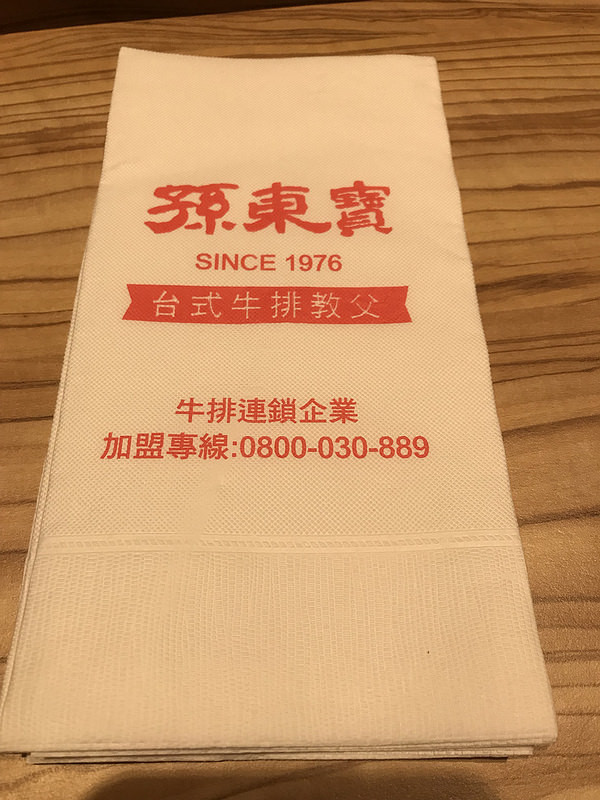 孫東寶
SINCE 1976
台式牛排教父
牛排連鎖企業
加盟專線:0800-030-889